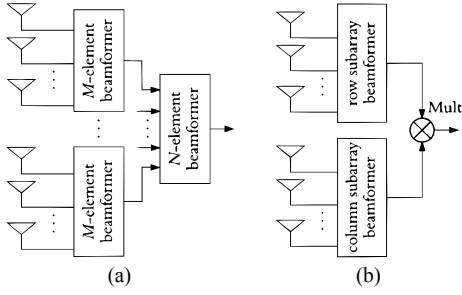 M-element
beamformer
M-element
beamformer
N-element
beamformer
(a)
row subarray
beamformer
column subarray
beamformer
Mult
(b)